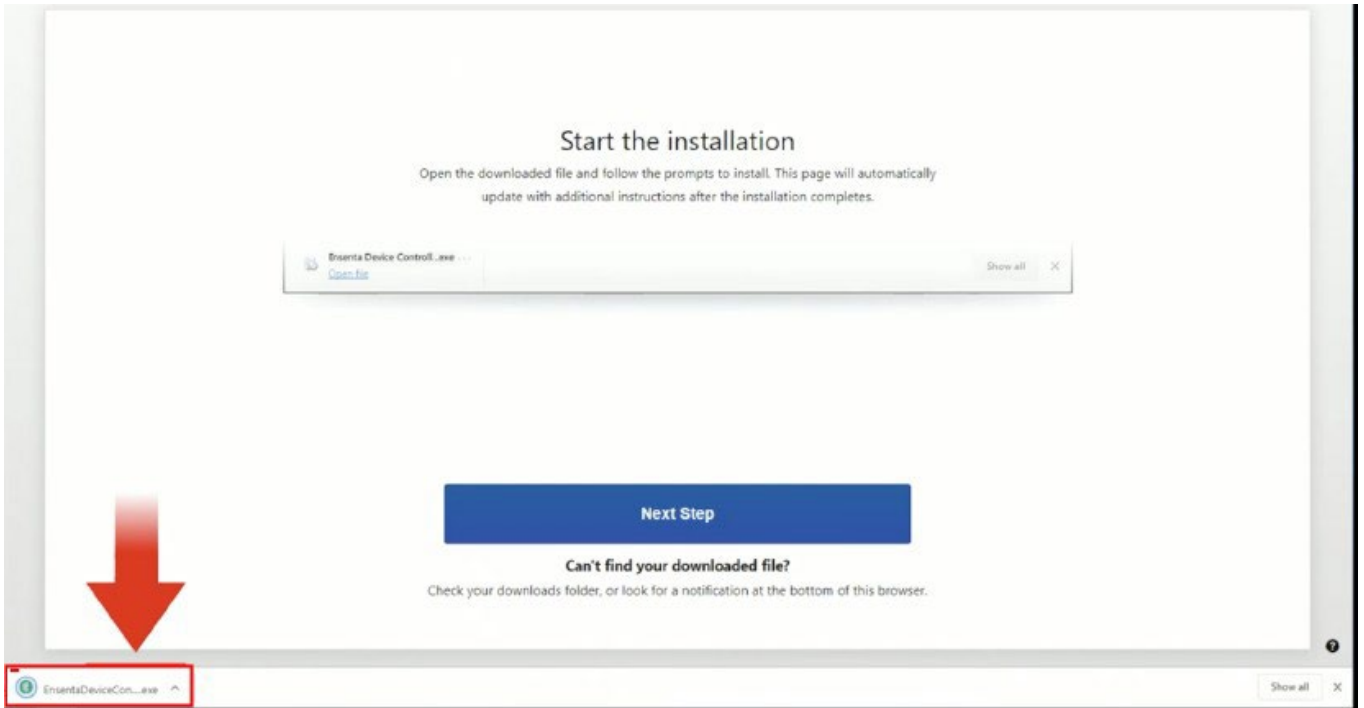 Start the installation
Open the downloaded file and follow the prompts to install. This page will automatically
update with additional instructions after the installation completes.
Ensenta Device Controll...exe ...
Open file
Show all
Next Step
Can't find your downloaded file?
Check your downloads folder, or look for a notification at the bottom of this browser.
EnsentaDeviceCon....exe
Show all